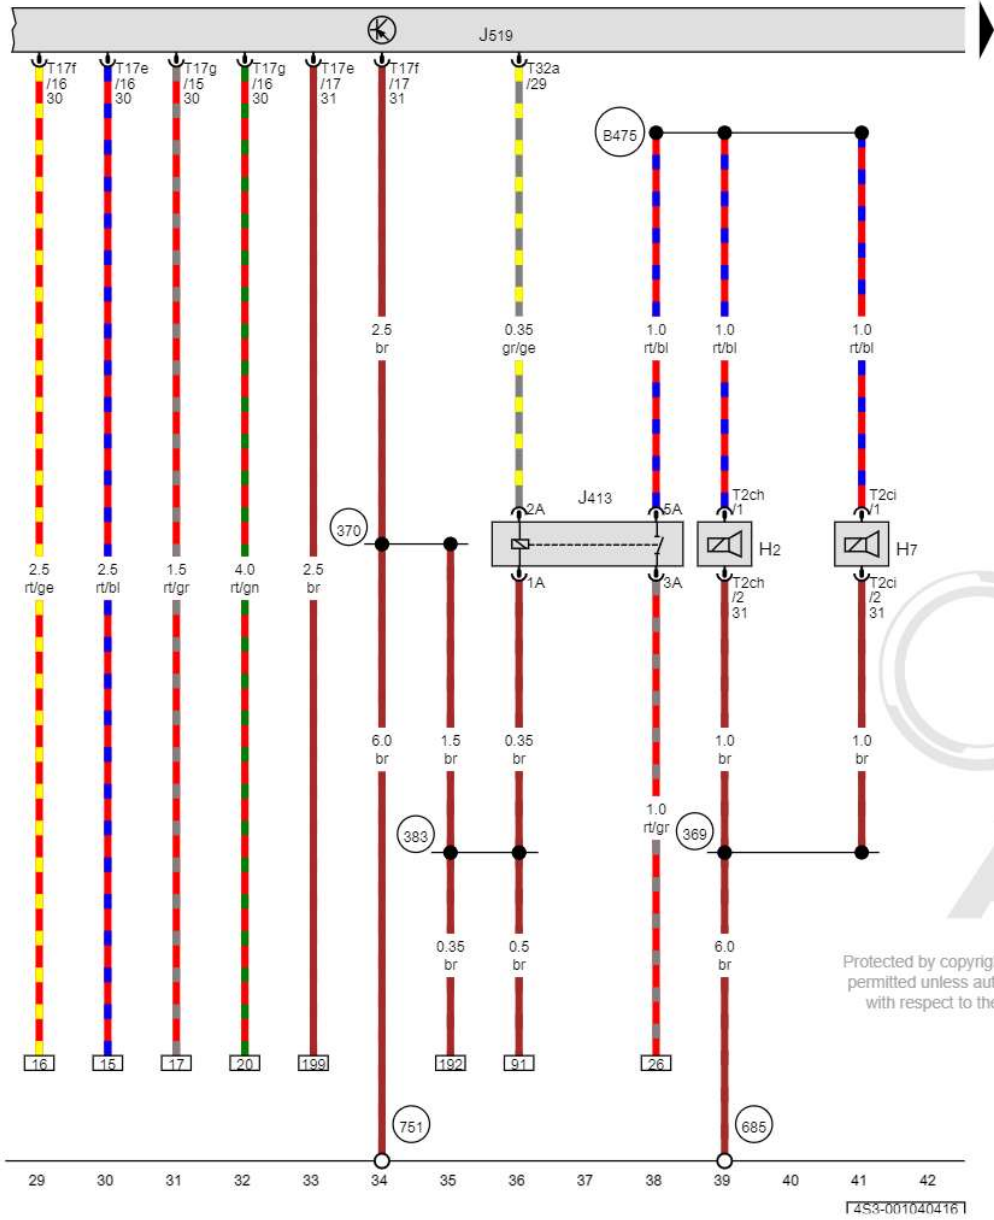 J519
T17f
/16
30
T17e
/16
30
T17g
/15
30
T17g
/16
30
T17e
/17
31
T17f
/17
31
T32a
/29
B475
2.5
br
0.35
gr/ge
1.0
rt/bl
1.0
rt/bl
1.0
rt/bl
J413
2A
5A
T2ch
/1
T2ci
/1
370
H2
H7
2.5
rt/ge
2.5
rt/bl
1.5
rt/gr
4.0
rt/gn
2.5
br
1A
3A
T2ch
/2
31
T2ci
/2
31
6.0
br
1.5
br
0.35
br
1.0
br
1.0
br
1.0
rt/gr
383
369
0.35
br
0.5
br
6.0
br
Protected by copyrig
permitted unless aut
with respect to the
16
15
17
20
199
192
91
26
751
685
29 30 31 32 33 34 35 36 37 38 39 40 41 42
4S3-001040416